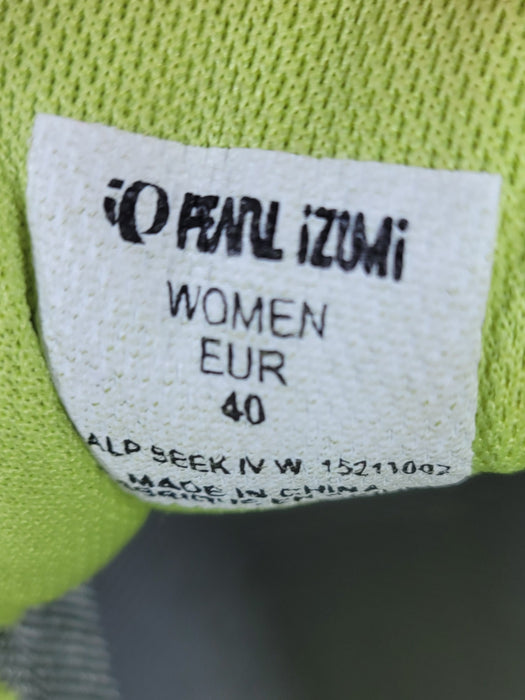 PEARL iZUMi
WOMEN
EUR
40
ALP SEEK IV W 15211002
MADE IN CHINA